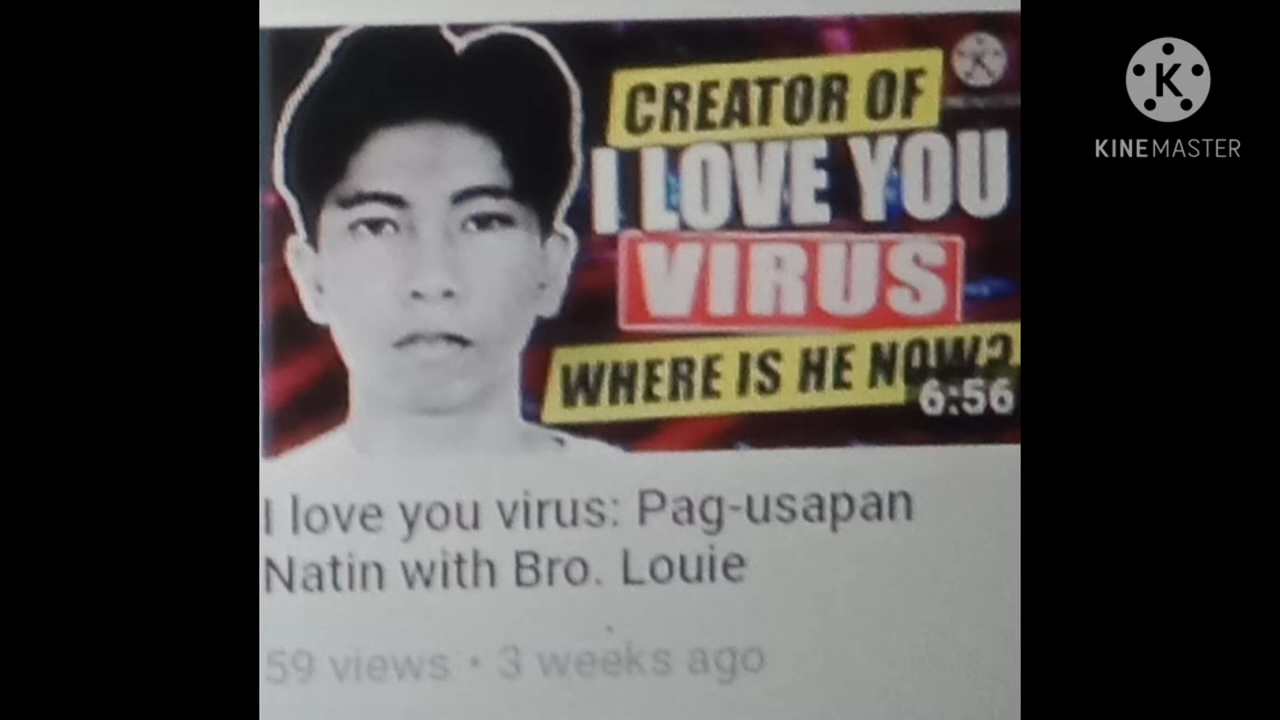 CREATOR OF
I LOVE YOU
VIRUS
WHERE IS HE NOW?
6:56
I love you virus: Pag-usapan
Natin with Bro. Louie
59 views • 3 weeks ago
K
KINEMASTER